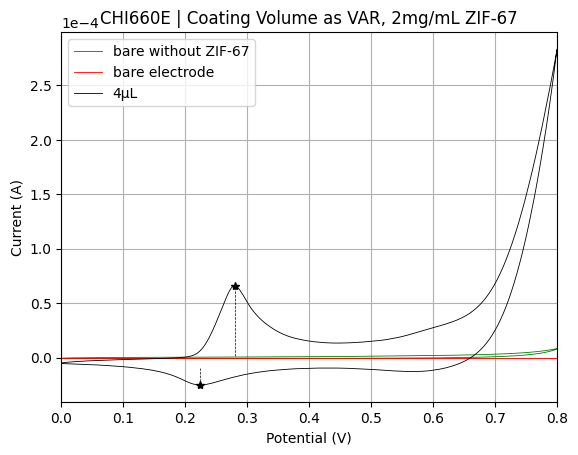 CHI660E | Coating Volume as VAR, 2mg/mL ZIF-67
1e−4
bare without ZIF-67
bare electrode
4μL
2.5
2.0
1.5
1.0
0.5
0.0
Current (A)
0.0 0.1 0.2 0.3 0.4 0.5 0.6 0.7 0.8
Potential (V)